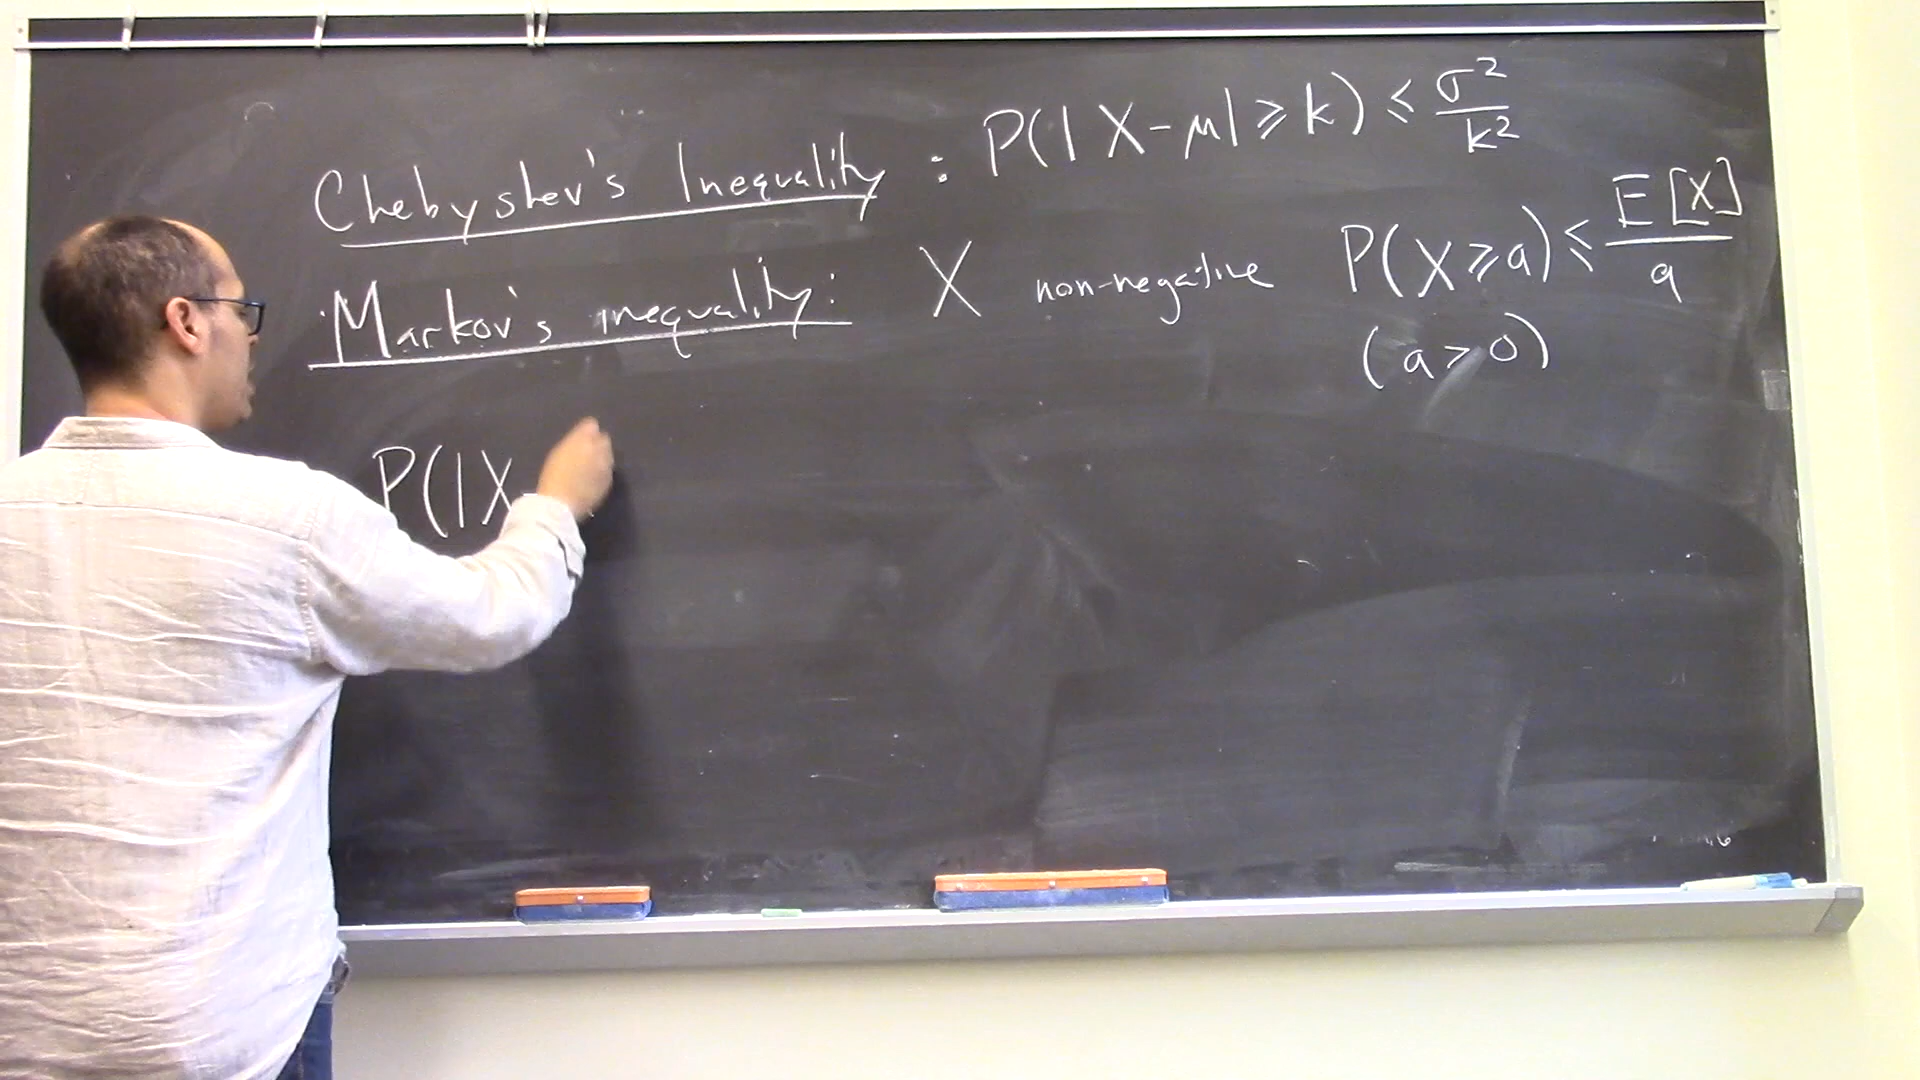 Chebyshev's Inequality : P(|X-μ|⩾k) ⩽ σ²/k²
Markov's inequality: X non-negative P(X⩾a) ⩽ E[X]/a
(a>0)
P(|X